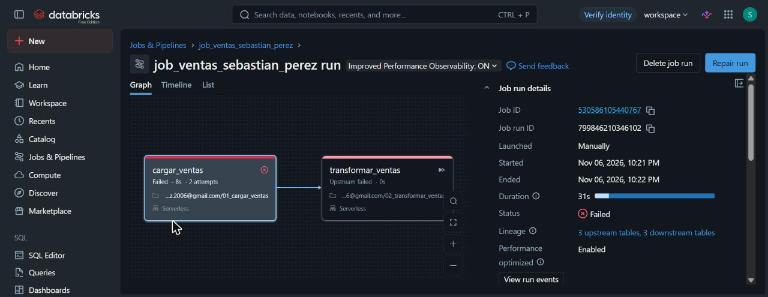 databricks
Free Edition
Search data, notebooks, recents, and more...
CTRL + P
Verify identity
workspace
S
New
Home
Learn
Workspace
Recents
Catalog
Jobs & Pipelines
Compute
Discover
Marketplace
SQL
SQL Editor
Queries
Dashboards
Jobs & Pipelines > job_ventas_sebastian_perez >
job_ventas_sebastian_perez run
Improved Performance Observability: ON
Send feedback
Delete job run
Repair run
Graph
Timeline
List
cargar_ventas
Failed · 8s · 2 attempts
...z.2006@gmail.com/01_cargar_ventas
Serverless
transformar_ventas
Upstream failed · 0s
...6@gmail.com/02_transformar_ventas
Serverless
Job run details
Job ID
530586105440767
Job run ID
799846210346102
Launched
Manually
Started
Nov 06, 2026, 10:21 PM
Ended
Nov 06, 2026, 10:22 PM
Duration
31s
Status
Failed
Lineage
3 upstream tables, 3 downstream tables
Performance optimized
Enabled
View run events